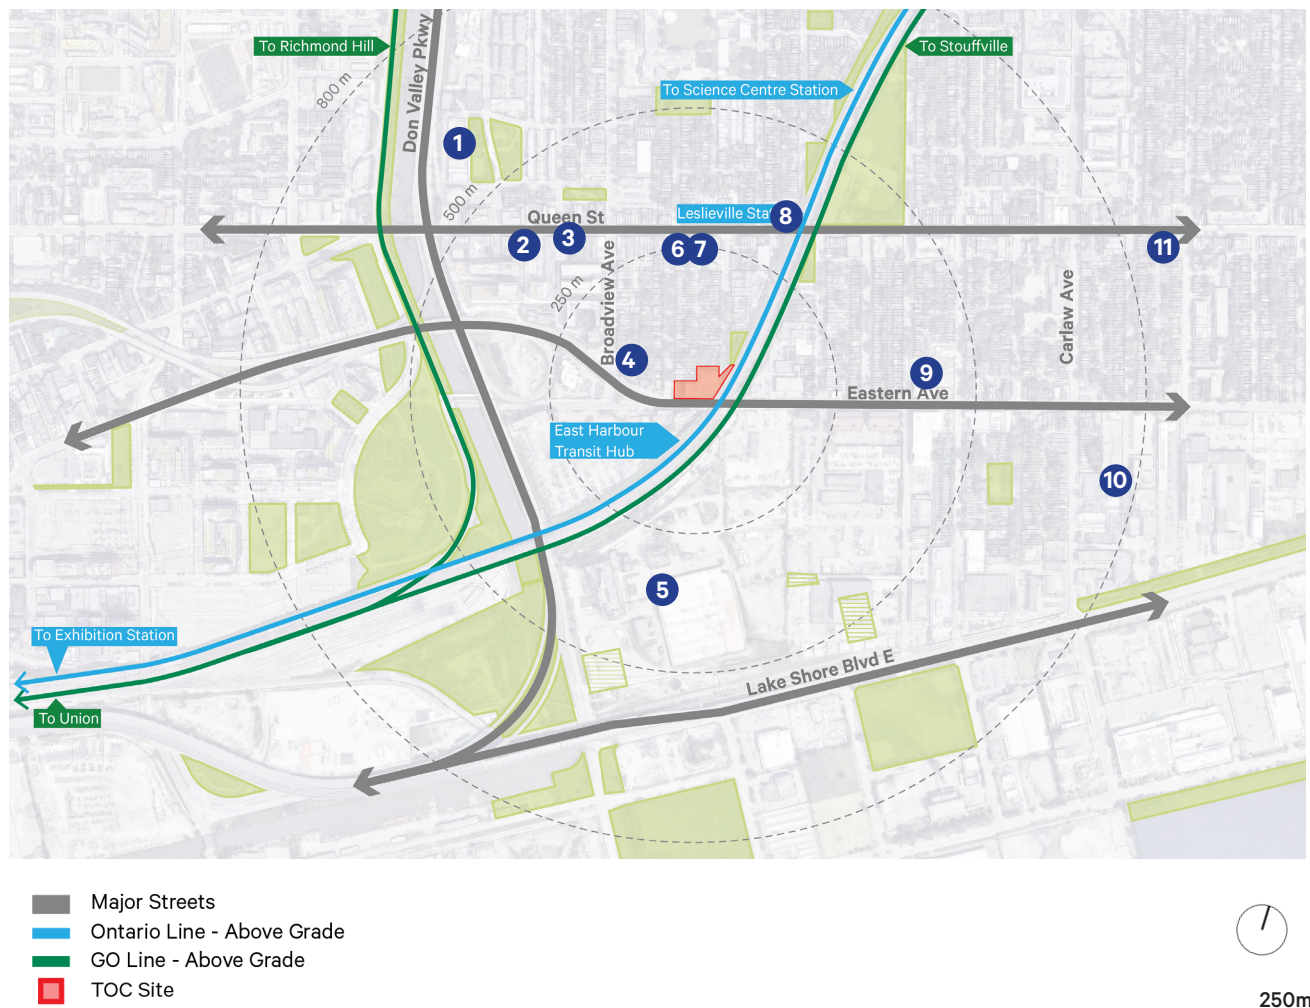 To Richmond Hill
Don Valley Pkwy
To Stouffville
800 m
To Science Centre Station
1
500 m
Queen St
Leslieville Sta
8
2
3
6
7
11
Broadview Ave
250 m
Carlaw Ave
4
9
Eastern Ave
East Harbour
Transit Hub
10
5
To Exhibition Station
Lake Shore Blvd E
To Union
Major Streets
Ontario Line - Above Grade
GO Line - Above Grade
TOC Site
250m